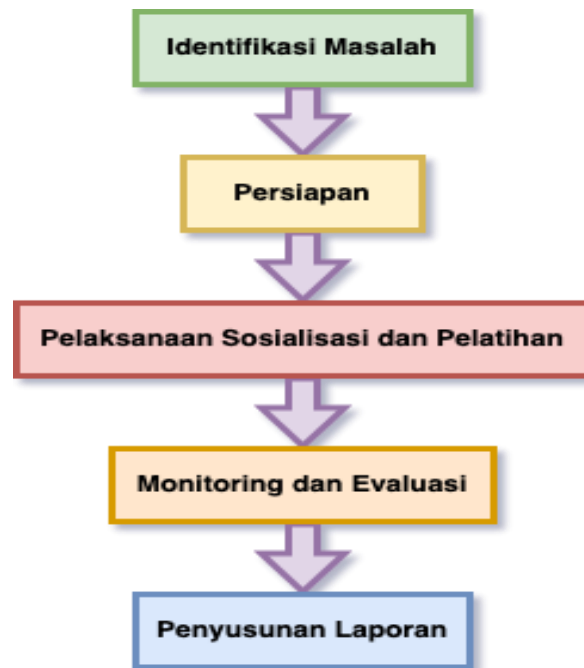 Identifikasi Masalah
Persiapan
Pelaksanaan Sosialisasi dan Pelatihan
Monitoring dan Evaluasi
Penyusunan Laporan